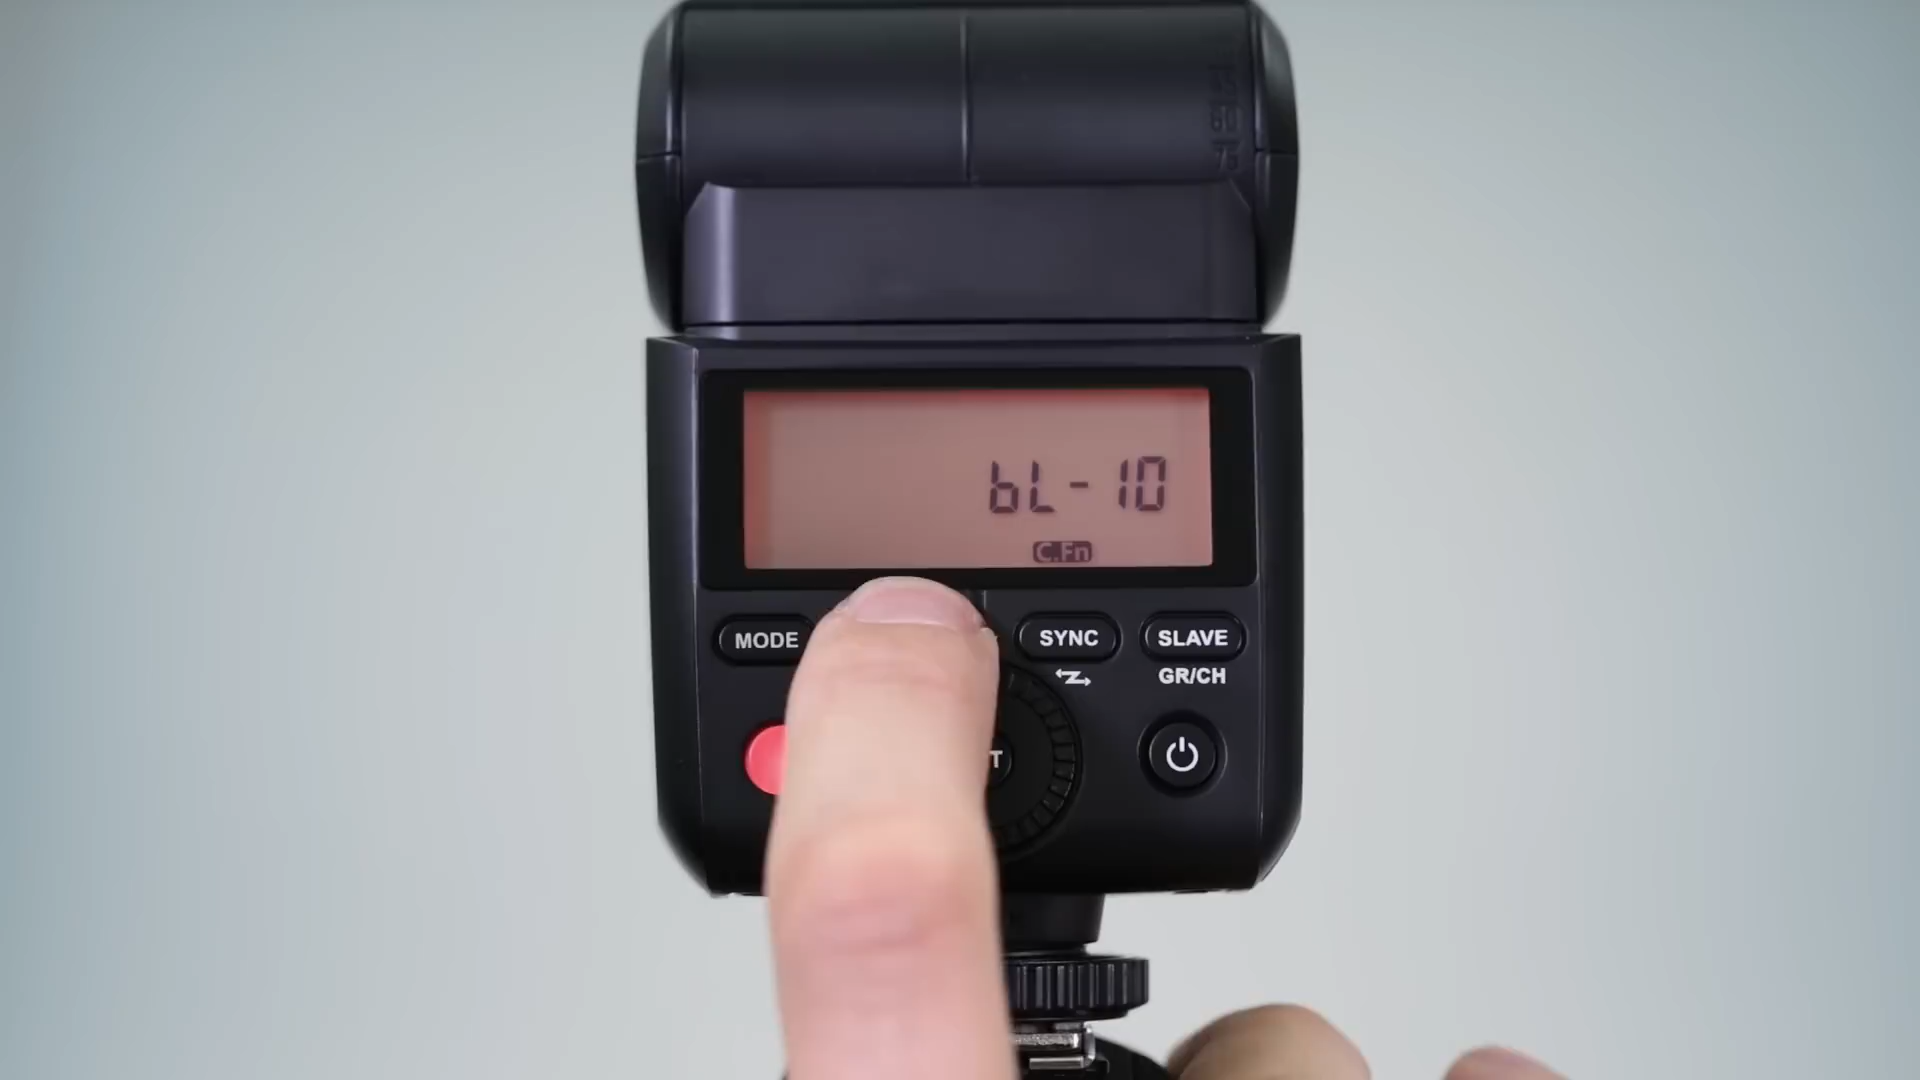 bL-10
C.Fn
MODE
SYNC
SLAVE
GR/CH